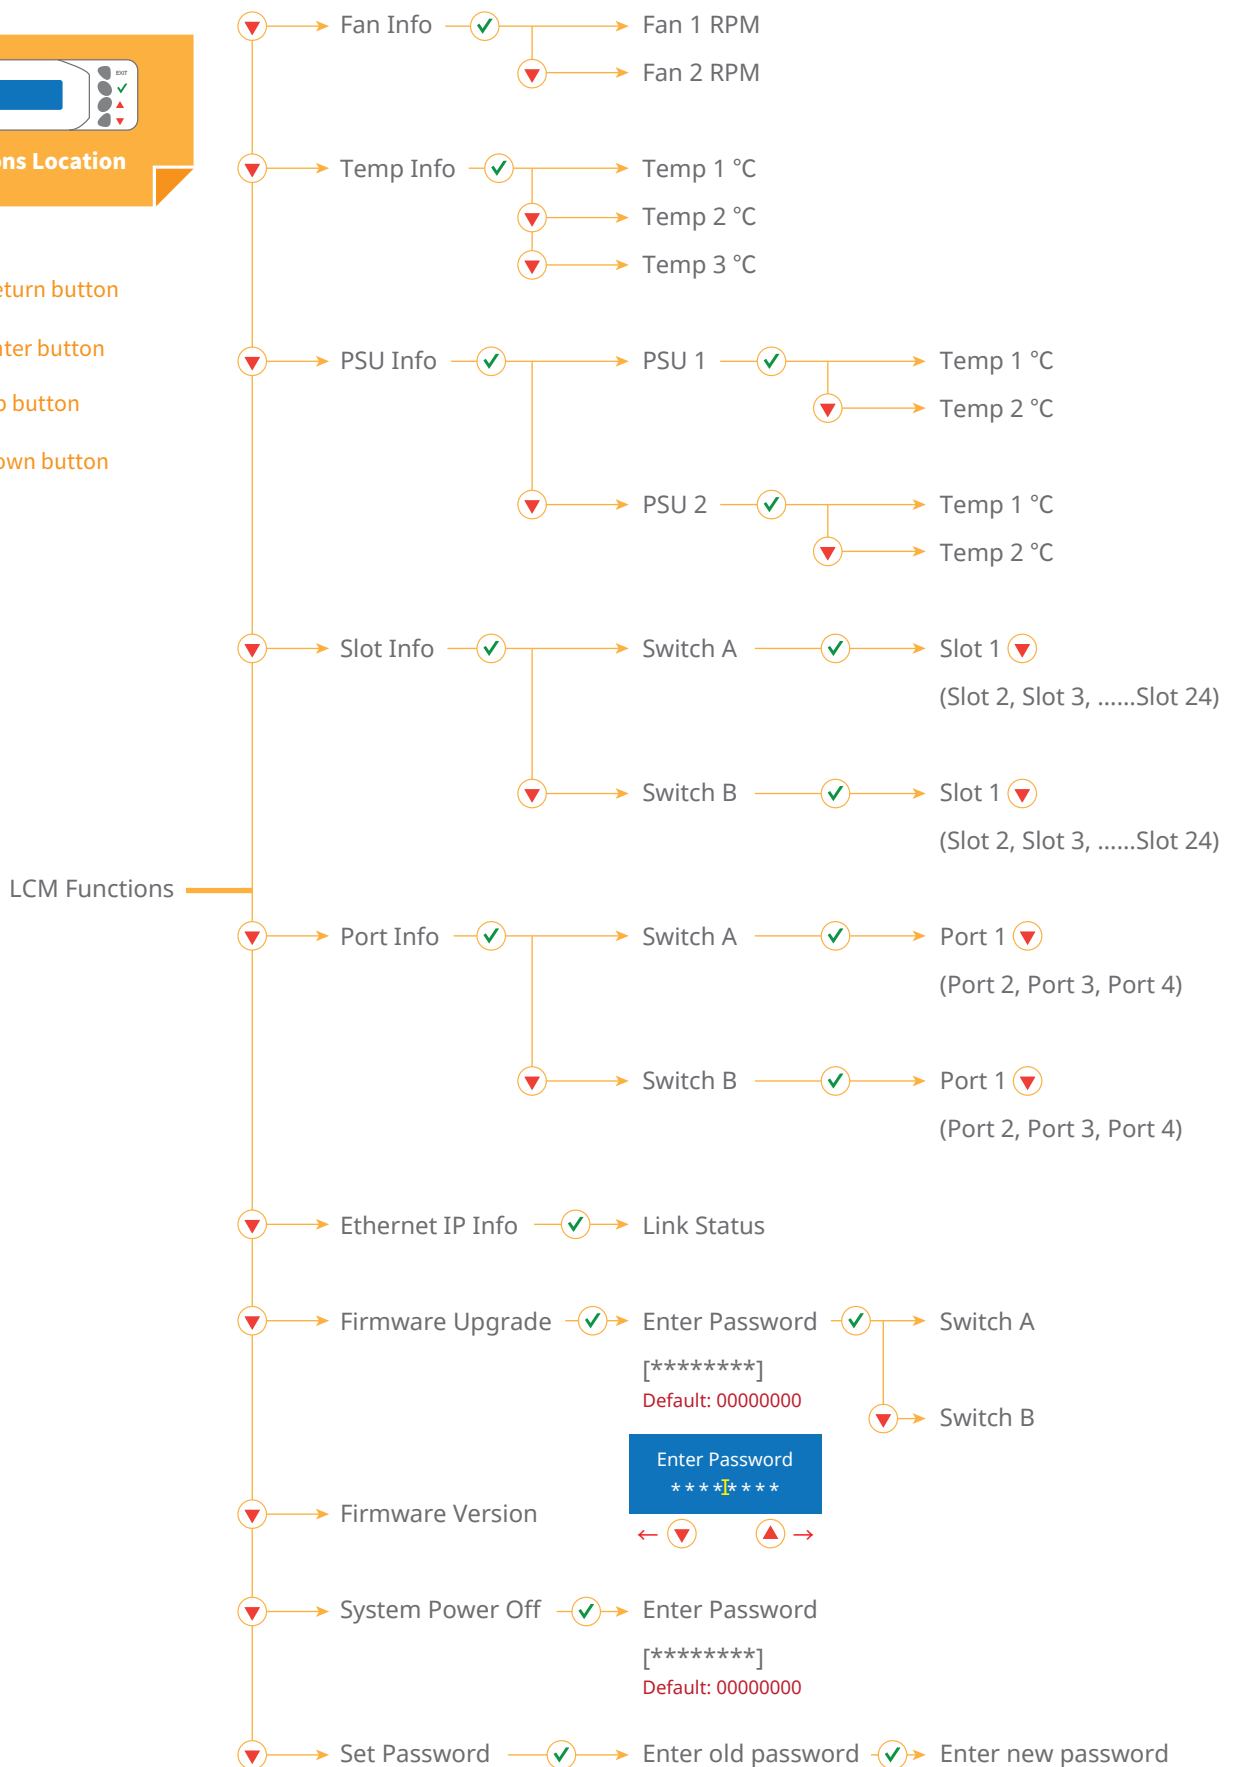 Fan Info
Fan 1 RPM
Fan 2 RPM
EXIT
ons Location
Temp Info
Temp 1 °C
Temp 2 °C
Temp 3 °C
eturn button
nter button
p button
own button
PSU Info
PSU 1
Temp 1 °C
Temp 2 °C
PSU 2
Temp 1 °C
Temp 2 °C
Slot Info
Switch A
Slot 1
(Slot 2, Slot 3, ......Slot 24)
Switch B
Slot 1
(Slot 2, Slot 3, ......Slot 24)
LCM Functions
Port Info
Switch A
Port 1
(Port 2, Port 3, Port 4)
Switch B
Port 1
(Port 2, Port 3, Port 4)
Ethernet IP Info
Link Status
Firmware Upgrade
Enter Password
Switch A
[********]
Default: 00000000
Switch B
Enter Password
********
Firmware Version
System Power Off
Enter Password
[********]
Default: 00000000
Set Password
Enter old password
Enter new password